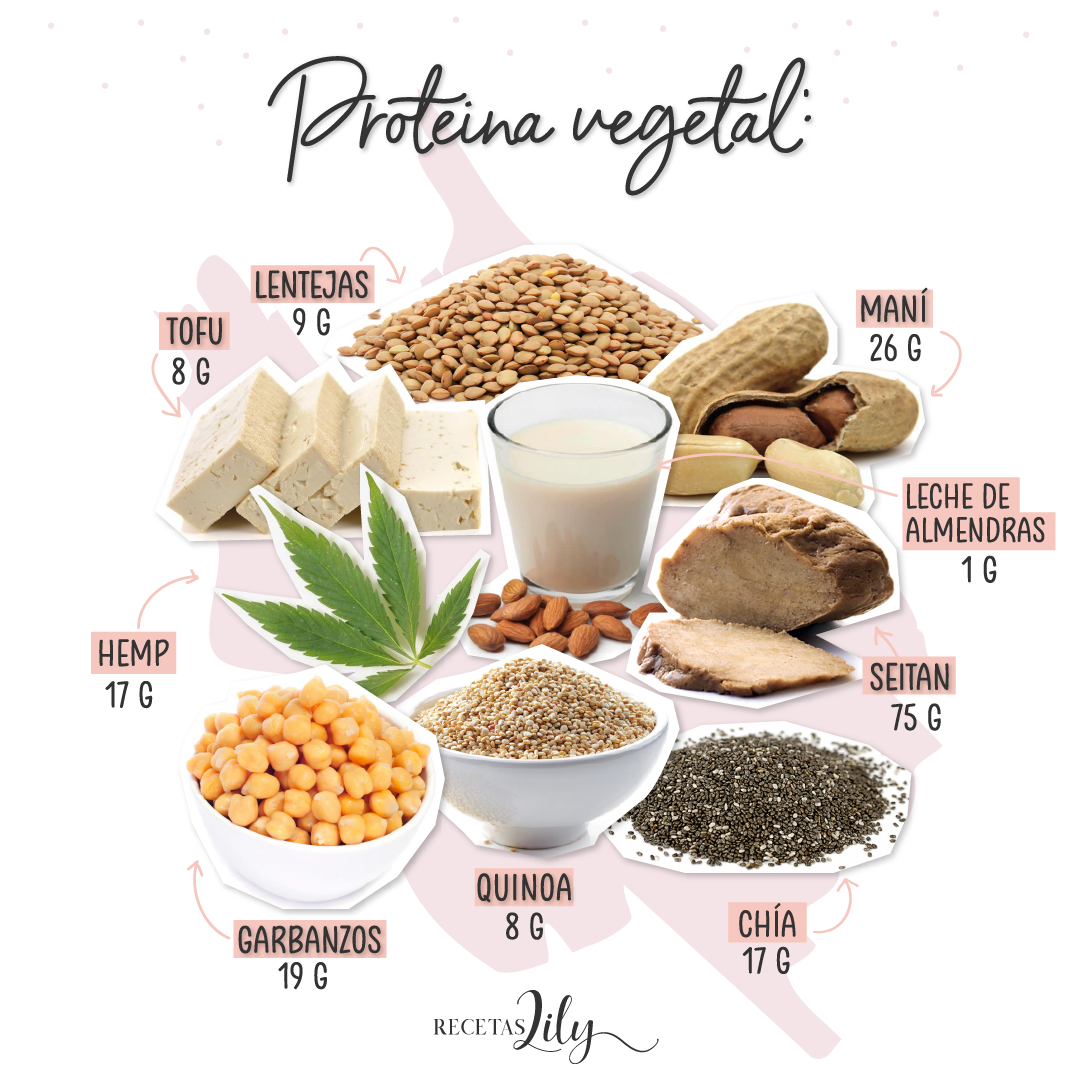 Proteina vegetal:
LENTEJAS
9 G
MANÍ
26 G
TOFU
8 G
LECHE DE
ALMENDRAS
1 G
HEMP
17 G
SEITAN
75 G
QUINOA
8 G
CHÍA
17 G
GARBANZOS
19 G
RECETAS Lily